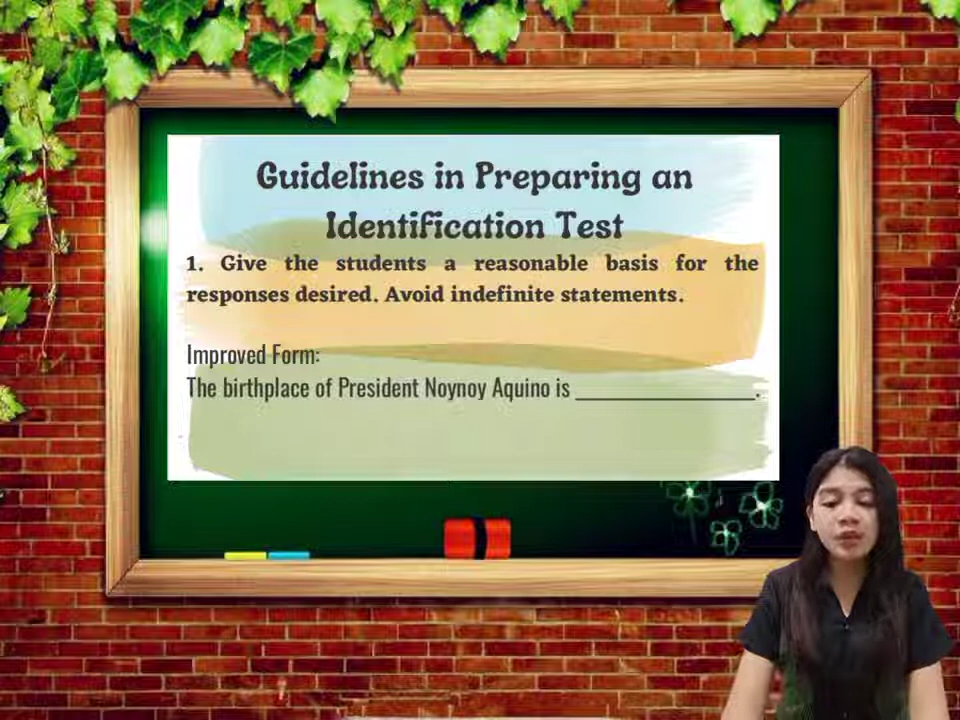 Guidelines in Preparing an
Identification Test
1. Give the students a reasonable basis for the
responses desired. Avoid indefinite statements.
Improved Form:
The birthplace of President Noynoy Aquino is ____________________.